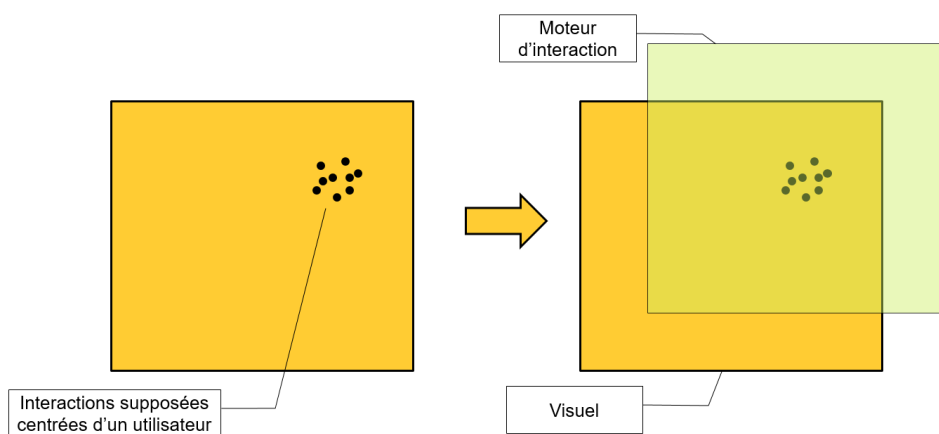 Moteur
d’interaction
Interactions supposées
centrées d’un utilisateur
Visuel